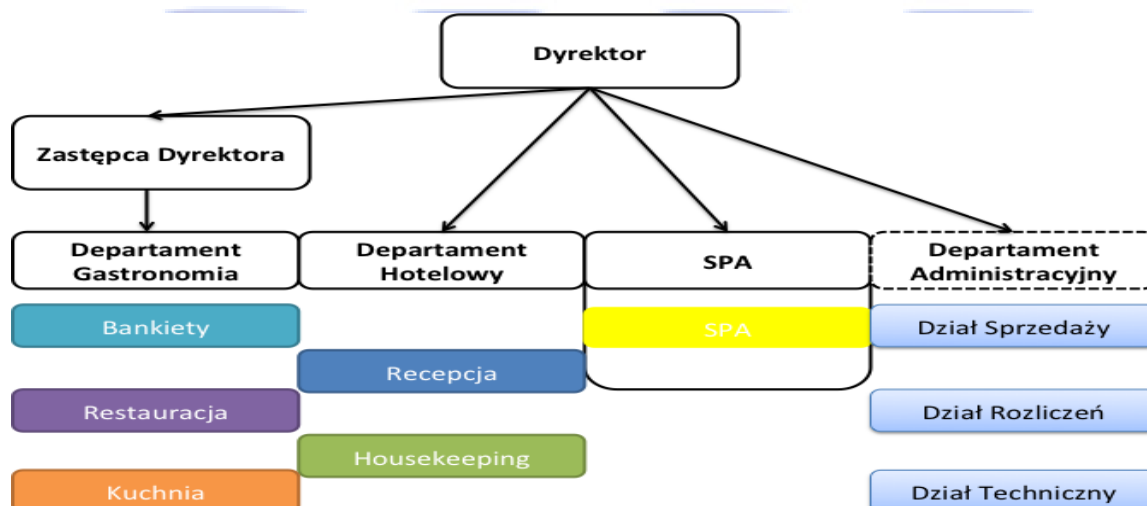 Dyrektor
Zastępca Dyrektora
Departament
Gastronomia
Departament
Hotelowy
SPA
Departament
Administracyjny
Bankiety
SPA
Dział Sprzedaży
Recepcja
Restauracja
Dział Rozliczeń
Housekeeping
Kuchnia
Dział Techniczny